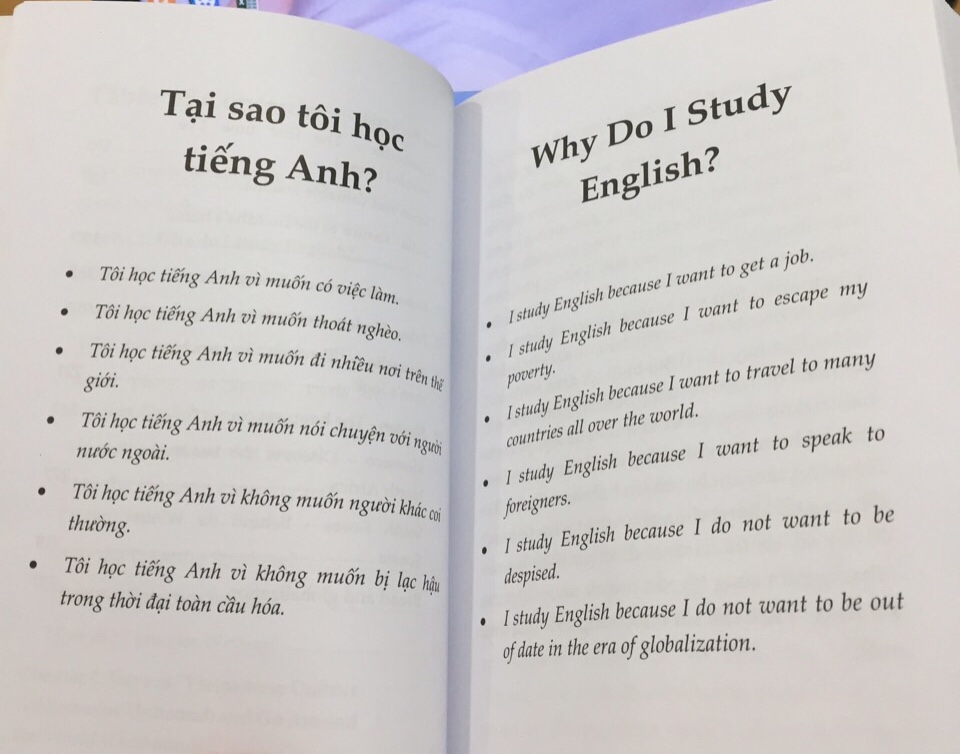 Tại sao tôi học
tiếng Anh?
• Tôi học tiếng Anh vì muốn có việc làm.
• Tôi học tiếng Anh vì muốn thoát nghèo.
• Tôi học tiếng Anh vì muốn đi nhiều nơi trên thế
giới.
• Tôi học tiếng Anh vì muốn nói chuyện với người
nước ngoài.
• Tôi học tiếng Anh vì không muốn người khác coi
thường.
• Tôi học tiếng Anh vì không muốn bị lạc hậu
trong thời đại toàn cầu hóa.
Why Do I Study
English?
• I study English because I want to get a job.
• I study English because I want to escape my
poverty.
• I study English because I want to travel to many
countries all over the world.
• I study English because I want to speak to
foreigners.
• I study English because I do not want to be
despised.
• I study English because I do not want to be out
of date in the era of globalization.